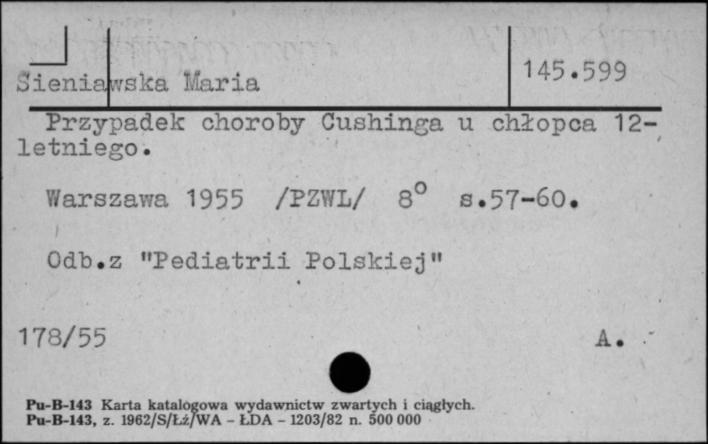 Sieniawska Maria
145.599
Przypadek choroby Cushinga u chłopca 12-
letniego.
Warszawa 1955 /PZWL/ 8° s.57-60.
Odb.z "Pediatrii Polskiej"
178/55 A.
Pu-B-143 Karta katalogowa wydawnictw zwartych i ciągłych.
Pu-B-143, z. 1962/S/Łź/WA - ŁDA - 1203/82 n. 500 000